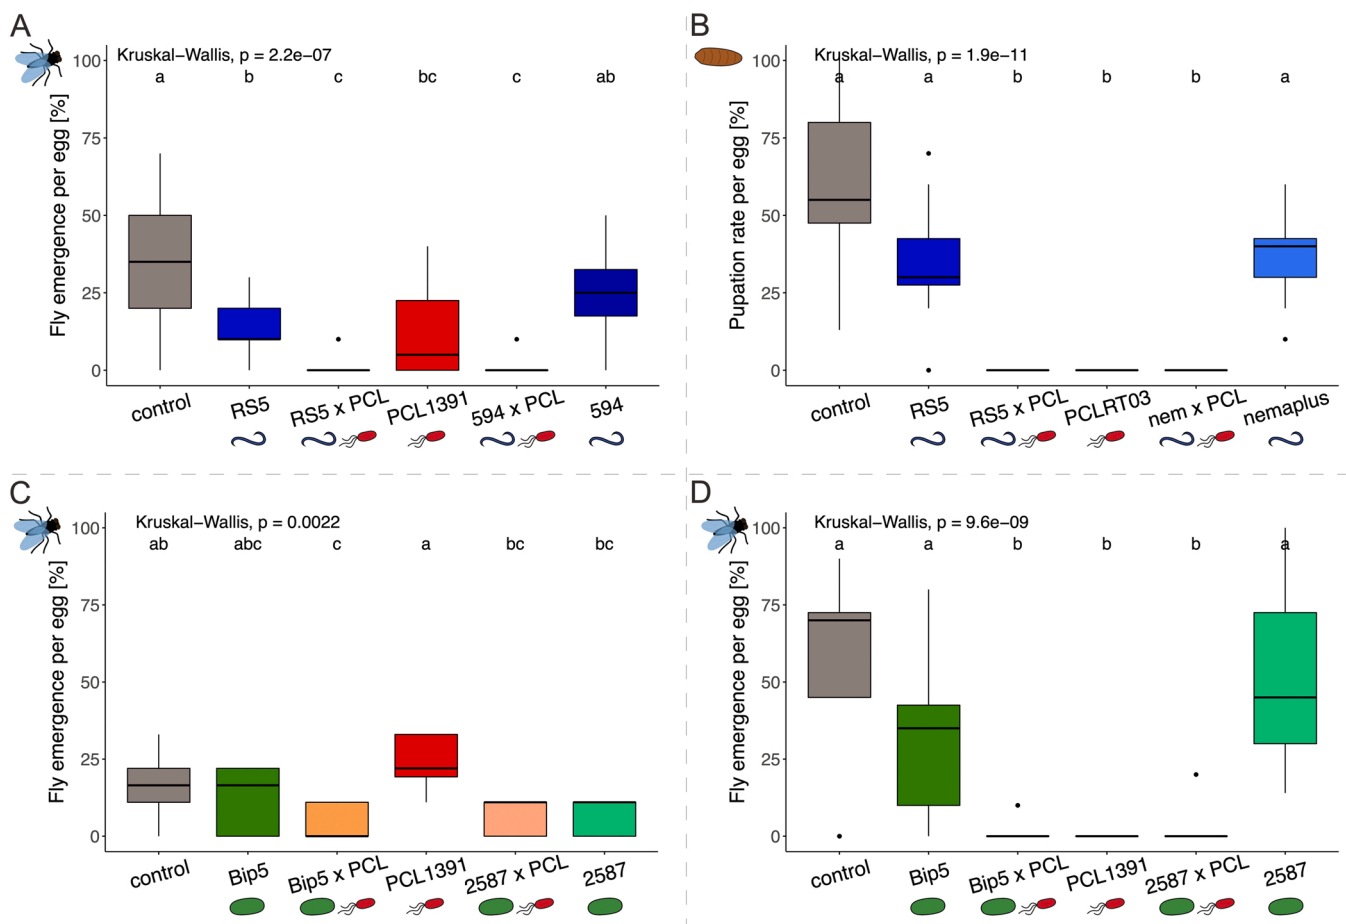 A
Kruskal−Wallis, p = 2.2e−07
a b c bc c ab
Fly emergence per egg [%]
100
75
50
25
0
control RS5 RS5 x PCL PCL1391 594 x PCL 594
B
Kruskal−Wallis, p = 1.9e−11
a a b b b a
Pupation rate per egg [%]
100
75
50
25
0
control RS5 RS5 x PCL PCLRT03 nem x PCL nemaplus
C
Kruskal−Wallis, p = 0.0022
ab abc c a bc bc
Fly emergence per egg [%]
100
75
50
25
0
control Bip5 Bip5 x PCL PCL1391 2587 x PCL 2587
D
Kruskal−Wallis, p = 9.6e−09
a a b b b a
Fly emergence per egg [%]
100
75
50
25
0
control Bip5 Bip5 x PCL PCL1391 2587 x PCL 2587